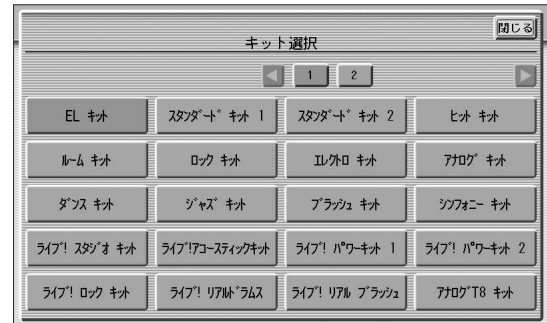 閉じる
キット選択
1 2
EL キット スタンダード キット 1 スタンダード キット 2 ヒット キット
ルーム キット ロック キット エレクトロ キット アナログ キット
ダンス キット ジャズ キット ブラッシュ キット シンフォニー キット
ライブ! スタジオ キット ライブ!アコースティックキット ライブ! パワーキット 1 ライブ! パワーキット 2
ライブ! ロック キット ライブ! リアルドラムス ライブ! リアル ブラッシュ アナログT8 キット